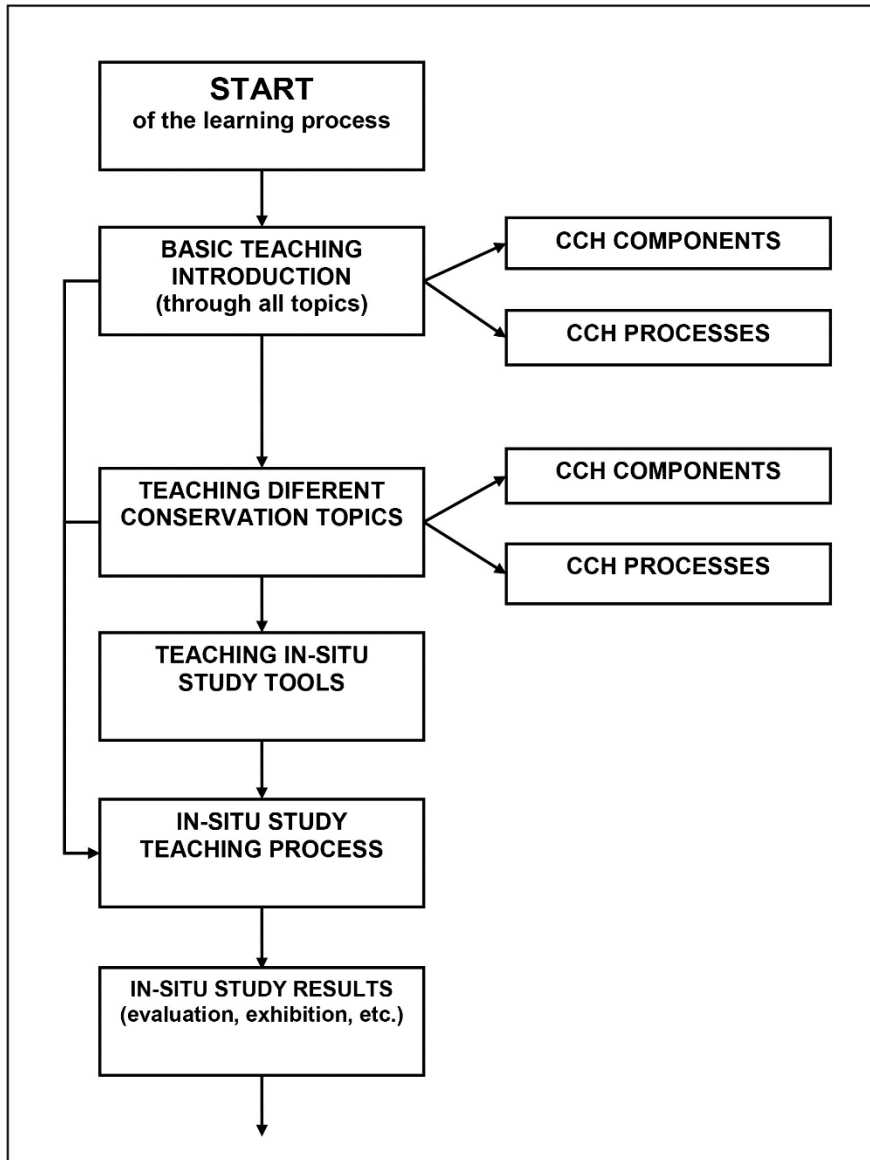 START
of the learning process
BASIC TEACHING
INTRODUCTION
(through all topics)
CCH COMPONENTS
CCH PROCESSES
TEACHING DIFERENT
CONSERVATION TOPICS
CCH COMPONENTS
CCH PROCESSES
TEACHING IN-SITU
STUDY TOOLS
IN-SITU STUDY
TEACHING PROCESS
IN-SITU STUDY RESULTS
(evaluation, exhibition, etc.)